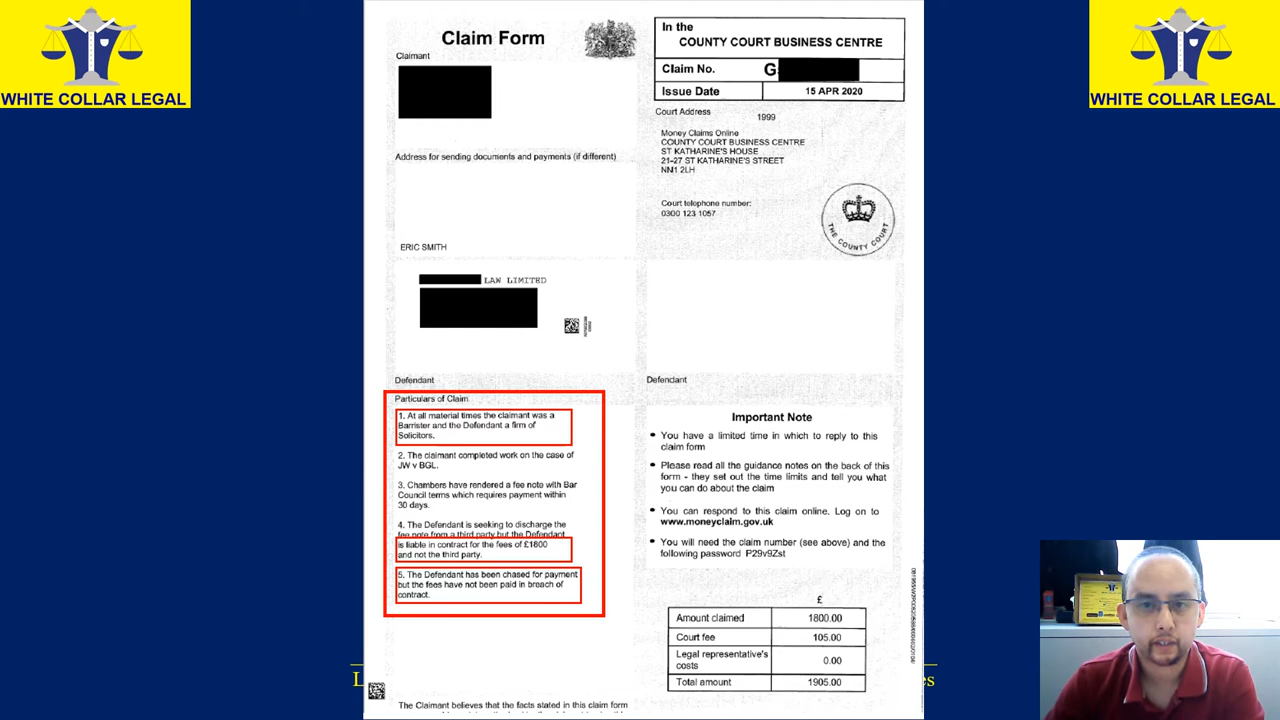 WHITE COLLAR LEGAL
WHITE COLLAR LEGAL
Claim Form
Claimant
Address for sending documents and payments (if different)
ERIC SMITH
LAW LIMITED
Defendant
In the
COUNTY COURT BUSINESS CENTRE
Claim No.
G
Issue Date
15 APR 2020
Court Address
1999
Money Claims Online
COUNTY COURT BUSINESS CENTRE
ST KATHARINE'S HOUSE
21-27 ST KATHARINE'S STREET
NN1 2LH
Court telephone number:
0300 123 1057
THE COUNTY COURT
Defendant
Particulars of Claim
1. At all material times the claimant was a
Barrister and the Defendant a firm of
Solicitors.
2. The claimant completed work on the case of
JW v BGL.
3. Chambers have rendered a fee note with Bar
Council terms which requires payment within
30 days.
4. The Defendant is seeking to discharge the
fee note from a third party but the Defendant
is liable in contract for the fees of £1800
and not the third party.
5. The Defendant has been chased for payment
but the fees have not been paid in breach of
contract.
The Claimant believes that the facts stated in this claim form
Important Note
You have a limited time in which to reply to this
claim form
Please read all the guidance notes on the back of this
form - they set out the time limits and tell you what
you can do about the claim
You can respond to this claim online. Log on to
www.moneyclaim.gov.uk
You will need the claim number (see above) and the
following password P29v9Zst
£
Amount claimed
1800.00
Court fee
105.00
Legal representative's
costs
0.00
Total amount
1905.00
L
es